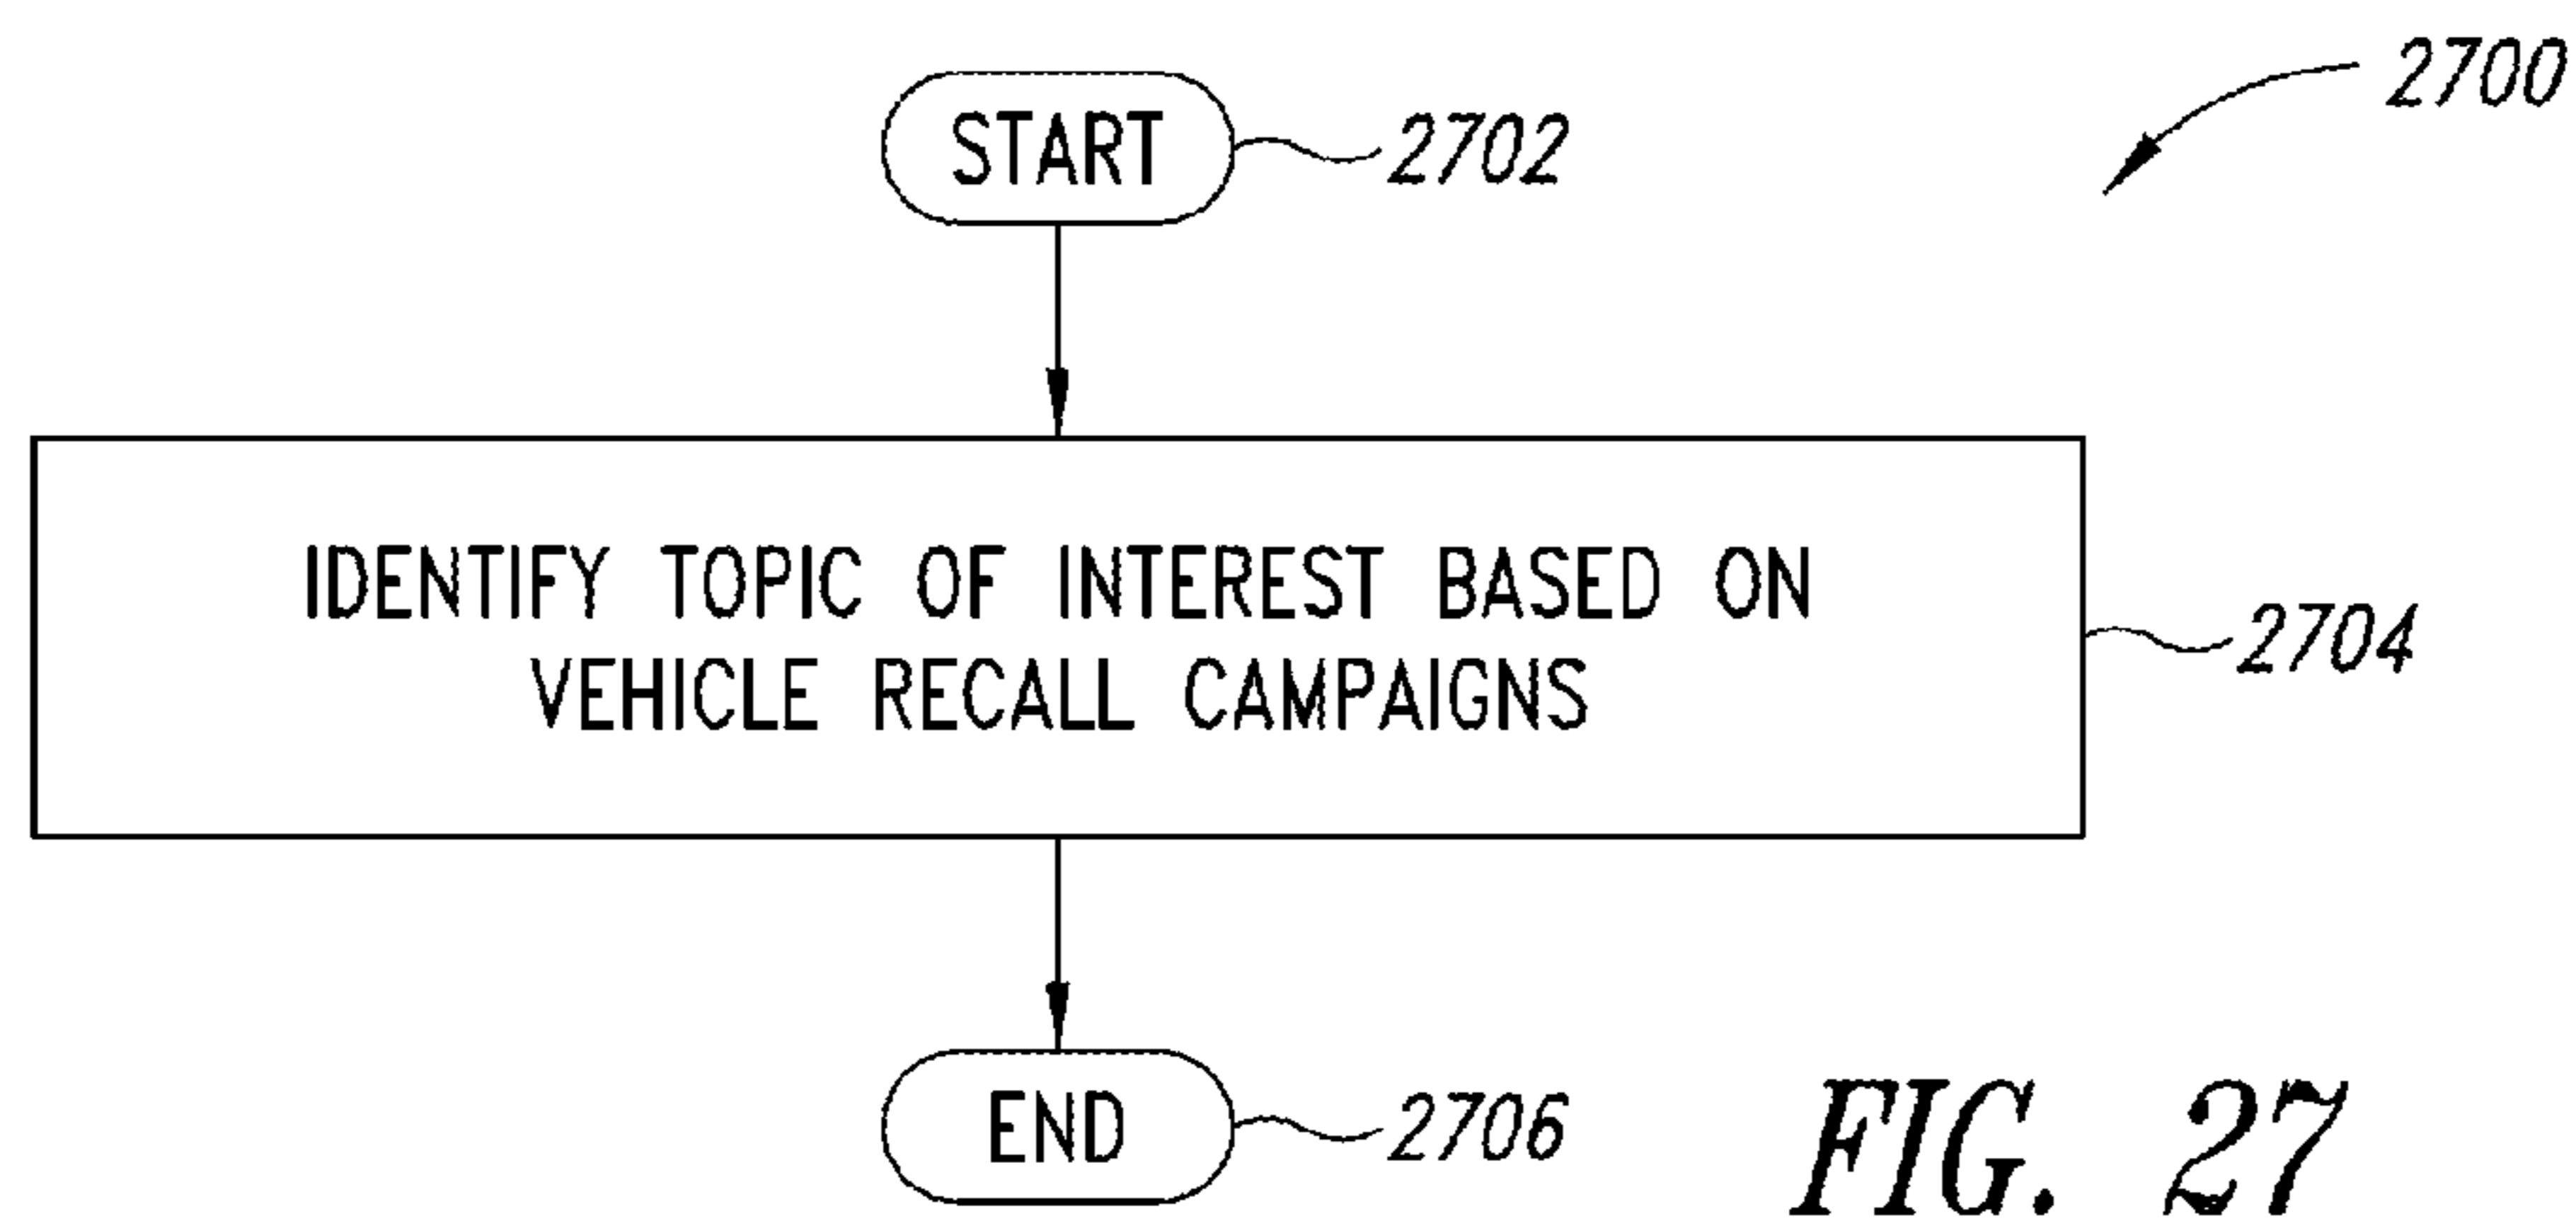 2700
START 2702
IDENTIFY TOPIC OF INTEREST BASED ON
VEHICLE RECALL CAMPAIGNS
2704
END 2706
FIG. 27